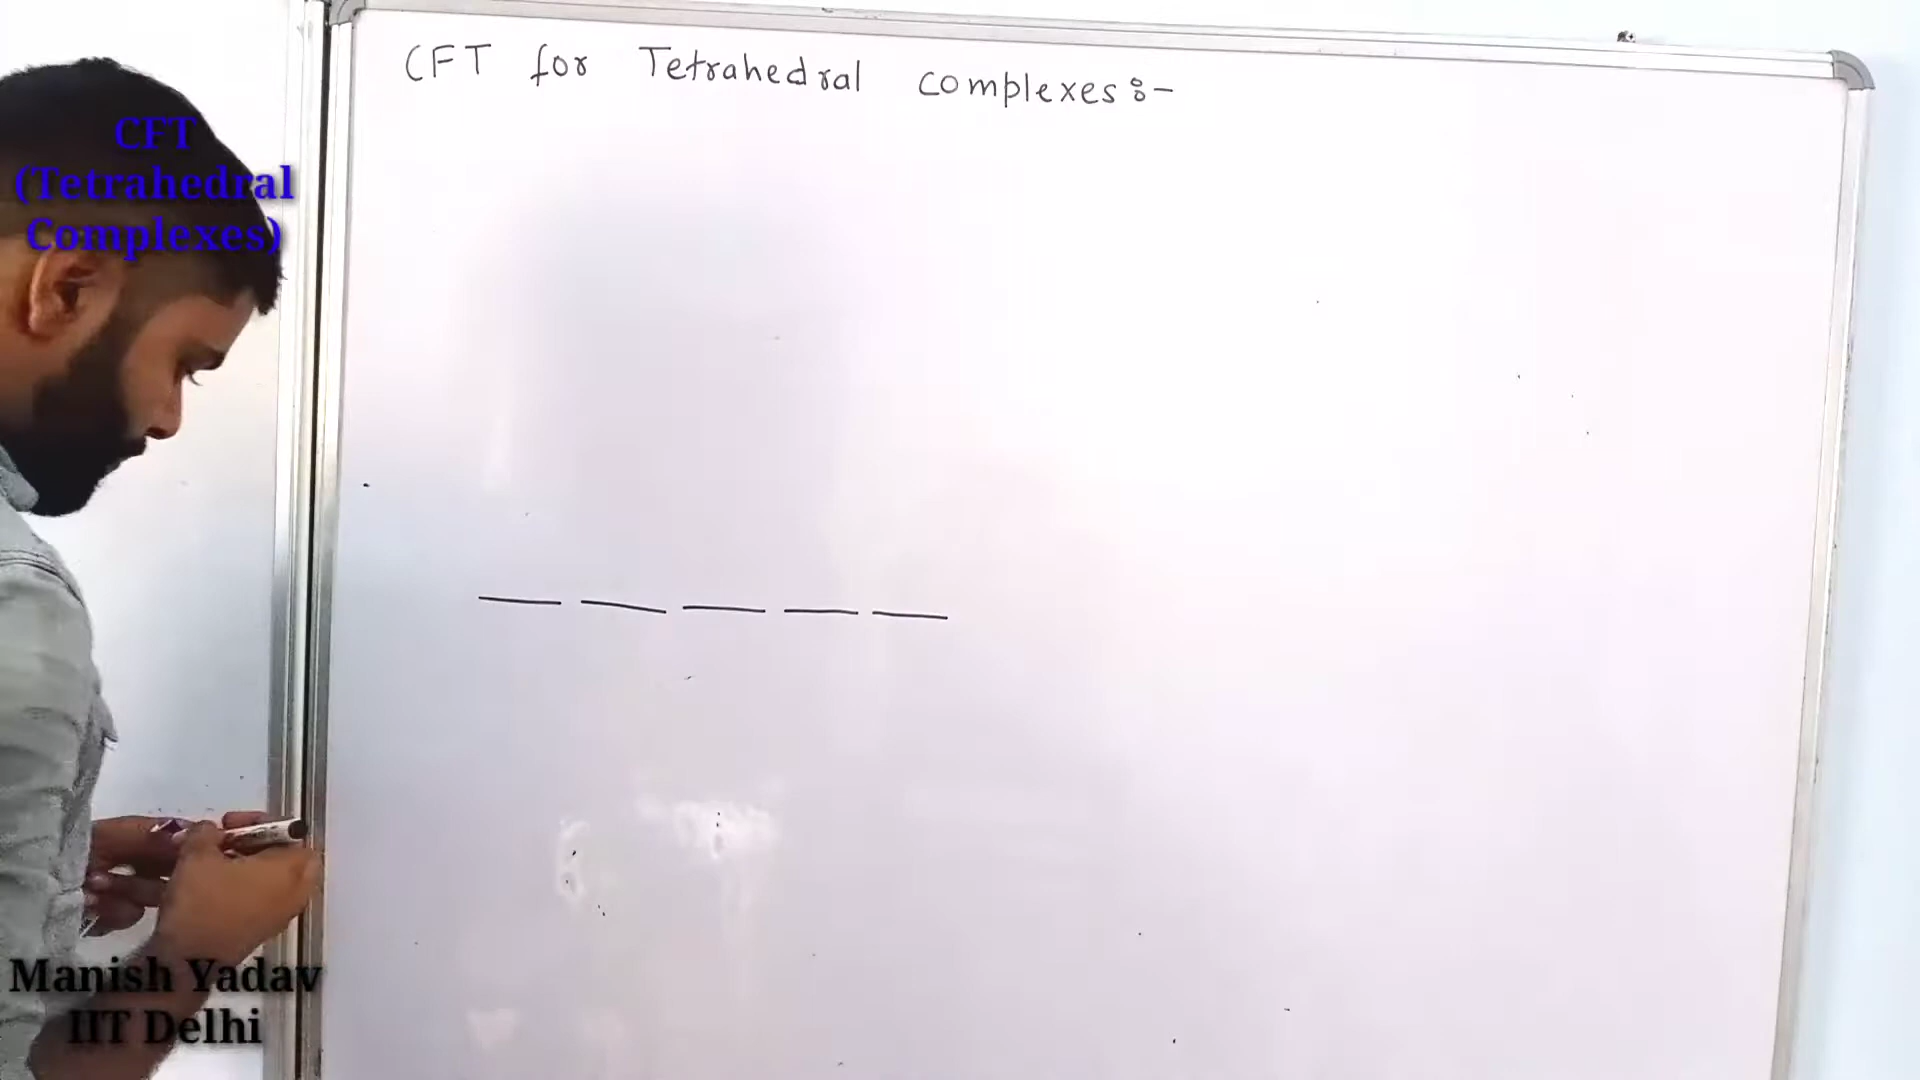 CFT for Tetrahedral complexes :-
CFT
(Tetrahedral
Complexes)
Manish Yadav
IIT Delhi